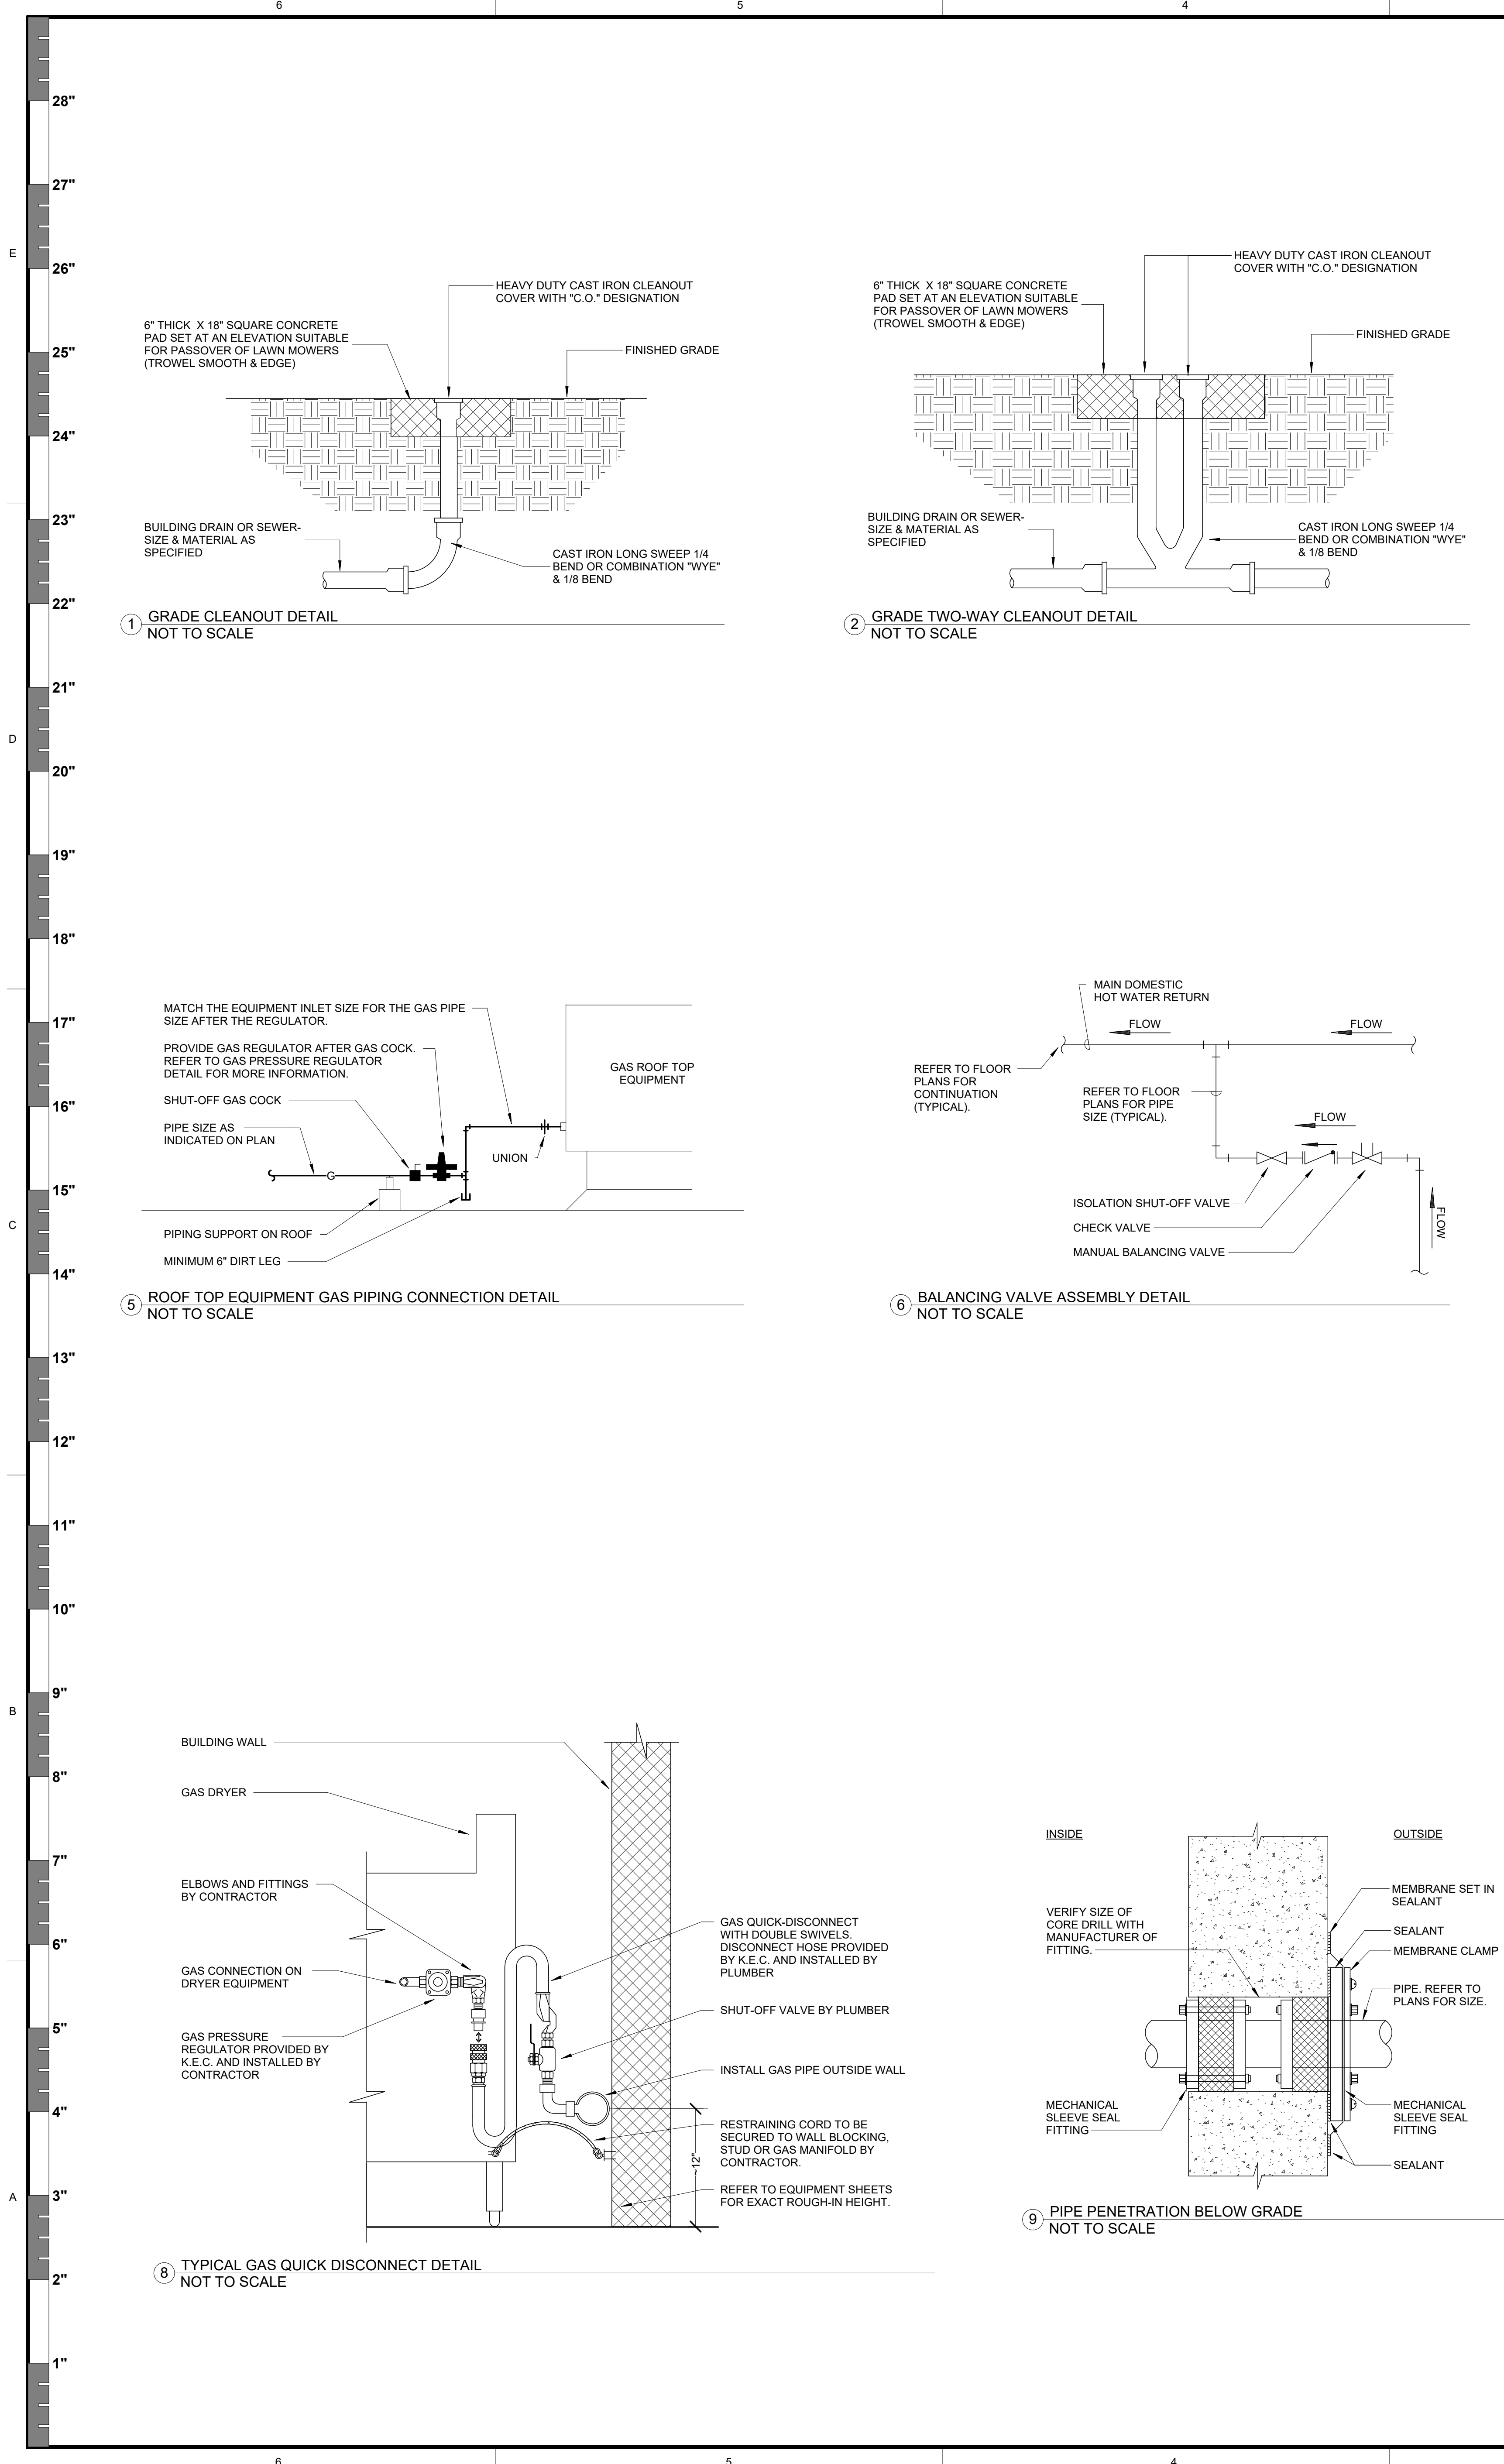 6
5
4
28"
27"
26"
25"
24"
23"
22"
21"
20"
19"
18"
17"
16"
15"
14"
13"
12"
11"
10"
9"
8"
7"
6"
5"
4"
3"
2"
1"
E
D
C
B
A
HEAVY DUTY CAST IRON CLEANOUT
COVER WITH "C.O." DESIGNATION
6" THICK X 18" SQUARE CONCRETE
PAD SET AT AN ELEVATION SUITABLE
FOR PASSOVER OF LAWN MOWERS
(TROWEL SMOOTH & EDGE)
FINISHED GRADE
BUILDING DRAIN OR SEWER-
SIZE & MATERIAL AS
SPECIFIED
CAST IRON LONG SWEEP 1/4
BEND OR COMBINATION "WYE"
& 1/8 BEND
1 GRADE CLEANOUT DETAIL
NOT TO SCALE
HEAVY DUTY CAST IRON CLEANOUT
COVER WITH "C.O." DESIGNATION
6" THICK X 18" SQUARE CONCRETE
PAD SET AT AN ELEVATION SUITABLE
FOR PASSOVER OF LAWN MOWERS
(TROWEL SMOOTH & EDGE)
FINISHED GRADE
BUILDING DRAIN OR SEWER-
SIZE & MATERIAL AS
SPECIFIED
CAST IRON LONG SWEEP 1/4
BEND OR COMBINATION "WYE"
& 1/8 BEND
2 GRADE TWO-WAY CLEANOUT DETAIL
NOT TO SCALE
MATCH THE EQUIPMENT INLET SIZE FOR THE GAS PIPE
SIZE AFTER THE REGULATOR.
PROVIDE GAS REGULATOR AFTER GAS COCK.
REFER TO GAS PRESSURE REGULATOR
DETAIL FOR MORE INFORMATION.
SHUT-OFF GAS COCK
PIPE SIZE AS
INDICATED ON PLAN
GAS ROOF TOP
EQUIPMENT
UNION
G
PIPING SUPPORT ON ROOF
MINIMUM 6" DIRT LEG
5 ROOF TOP EQUIPMENT GAS PIPING CONNECTION DETAIL
NOT TO SCALE
MAIN DOMESTIC
HOT WATER RETURN
FLOW
FLOW
REFER TO FLOOR
PLANS FOR
CONTINUATION
(TYPICAL).
REFER TO FLOOR
PLANS FOR PIPE
SIZE (TYPICAL).
FLOW
ISOLATION SHUT-OFF VALVE
CHECK VALVE
MANUAL BALANCING VALVE
FLOW
6 BALANCING VALVE ASSEMBLY DETAIL
NOT TO SCALE
BUILDING WALL
GAS DRYER
ELBOWS AND FITTINGS
BY CONTRACTOR
GAS CONNECTION ON
DRYER EQUIPMENT
GAS PRESSURE
REGULATOR PROVIDED BY
K.E.C. AND INSTALLED BY
CONTRACTOR
GAS QUICK-DISCONNECT
WITH DOUBLE SWIVELS.
DISCONNECT HOSE PROVIDED
BY K.E.C. AND INSTALLED BY
PLUMBER
SHUT-OFF VALVE BY PLUMBER
INSTALL GAS PIPE OUTSIDE WALL
RESTRAINING CORD TO BE
SECURED TO WALL BLOCKING,
STUD OR GAS MANIFOLD BY
CONTRACTOR.
~12"
REFER TO EQUIPMENT SHEETS
FOR EXACT ROUGH-IN HEIGHT.
8 TYPICAL GAS QUICK DISCONNECT DETAIL
NOT TO SCALE
INSIDE
OUTSIDE
VERIFY SIZE OF
CORE DRILL WITH
MANUFACTURER OF
FITTING.
MECHANICAL
SLEEVE SEAL
FITTING
MEMBRANE SET IN
SEALANT
SEALANT
MEMBRANE CLAMP
PIPE. REFER TO
PLANS FOR SIZE.
MECHANICAL
SLEEVE SEAL
FITTING
SEALANT
9 PIPE PENETRATION BELOW GRADE
NOT TO SCALE
6
5
4